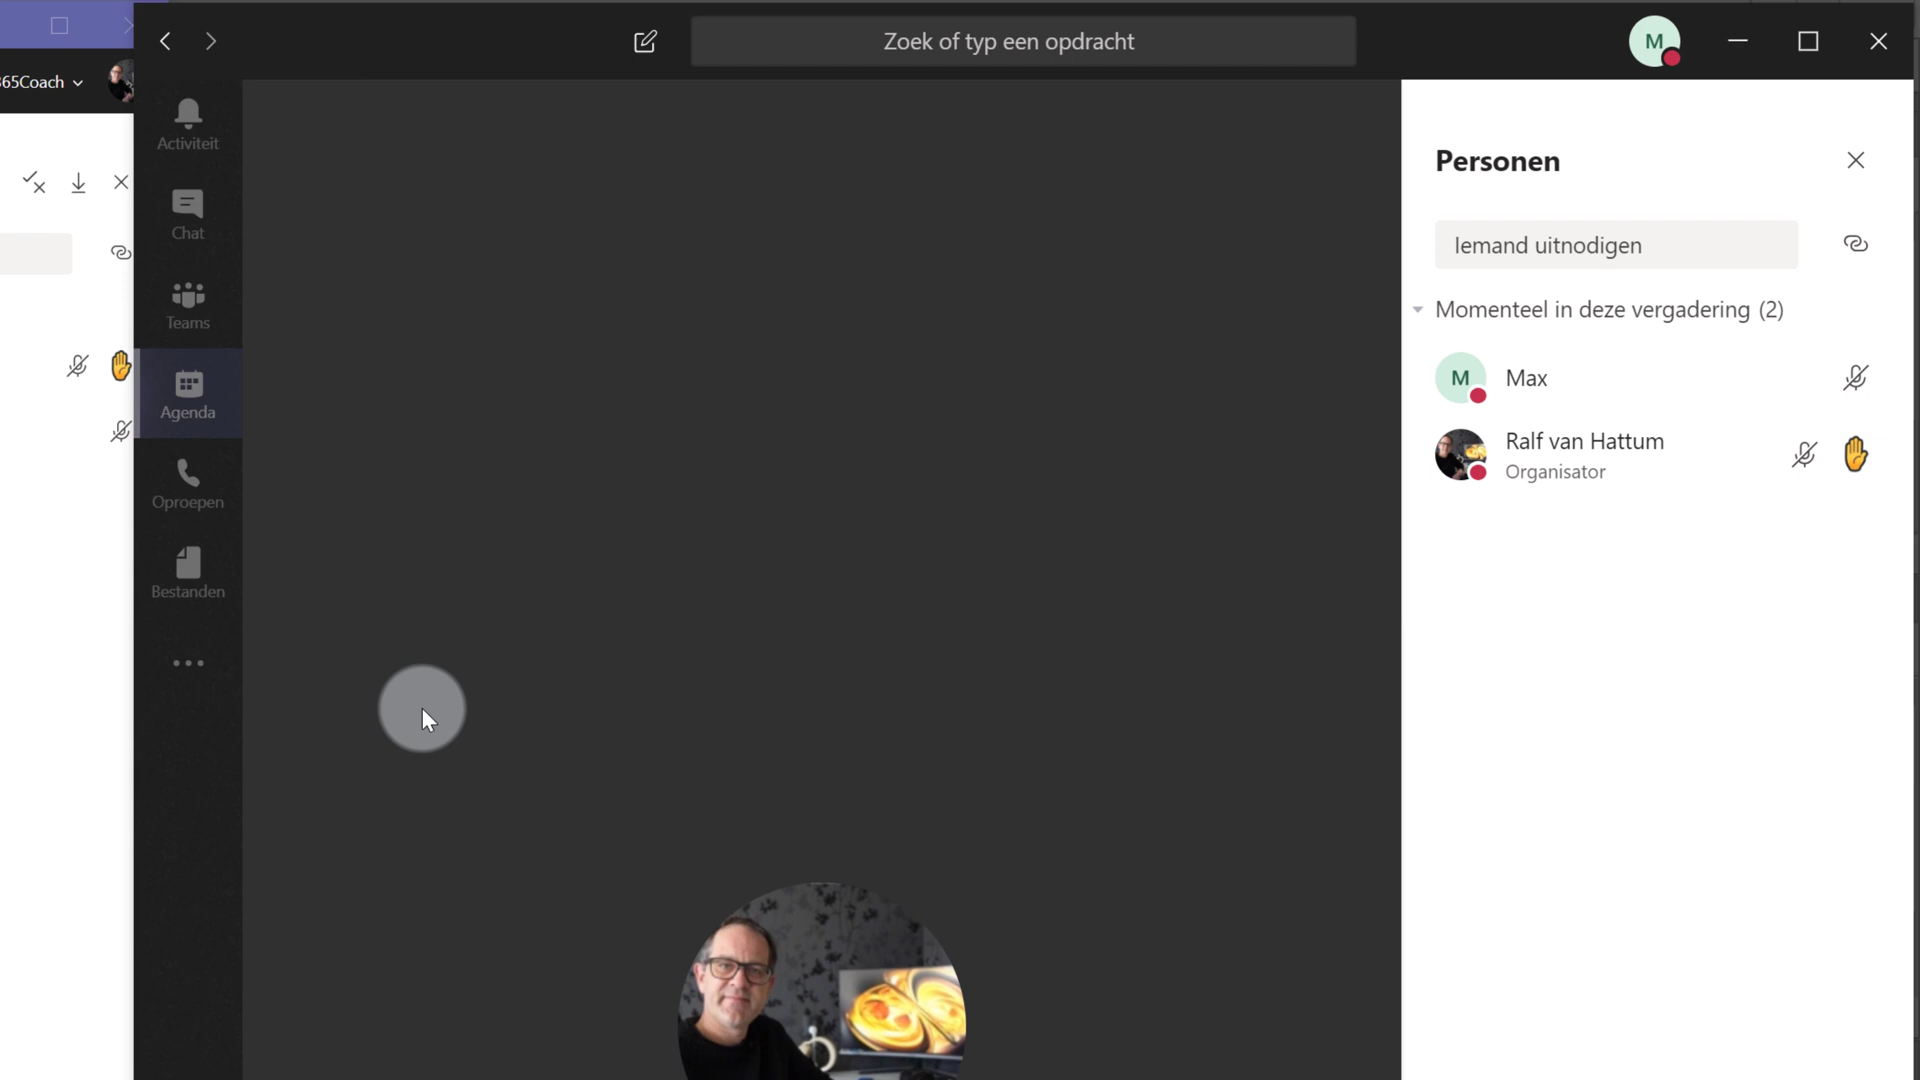 65Coach
Zoek of typ een opdracht
M
Activiteit
Chat
Teams
Agenda
Oproepen
Bestanden
Personen
Iemand uitnodigen
Momenteel in deze vergadering (2)
M
Max
Ralf van Hattum
Organisator